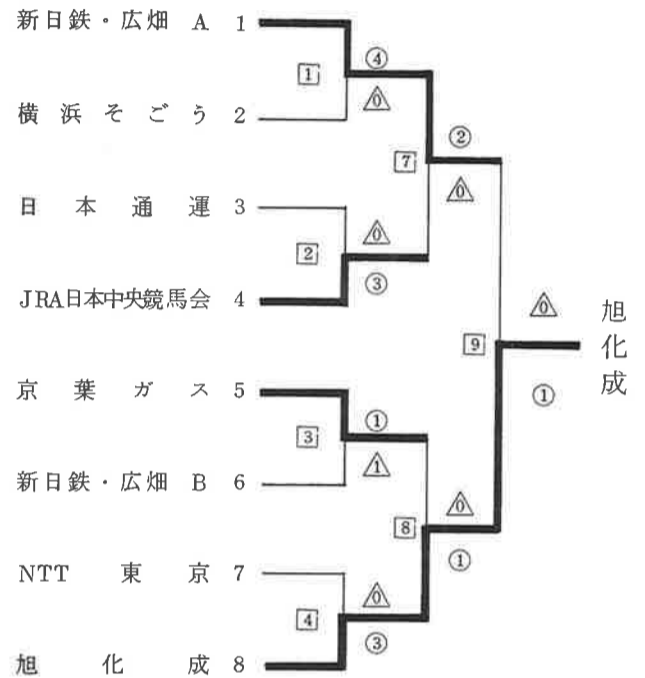 新日鉄・広畑 A 1
④
1
△0
横浜そごう 2
②
7
△0
日本通運 3
△0
2
③
JRA日本中央競馬会 4
△0
旭化成
9
①
京葉ガス 5
①
3
△1
新日鉄・広畑 B 6
△0
8
①
NTT 東京 7
△0
4
③
旭化成 8